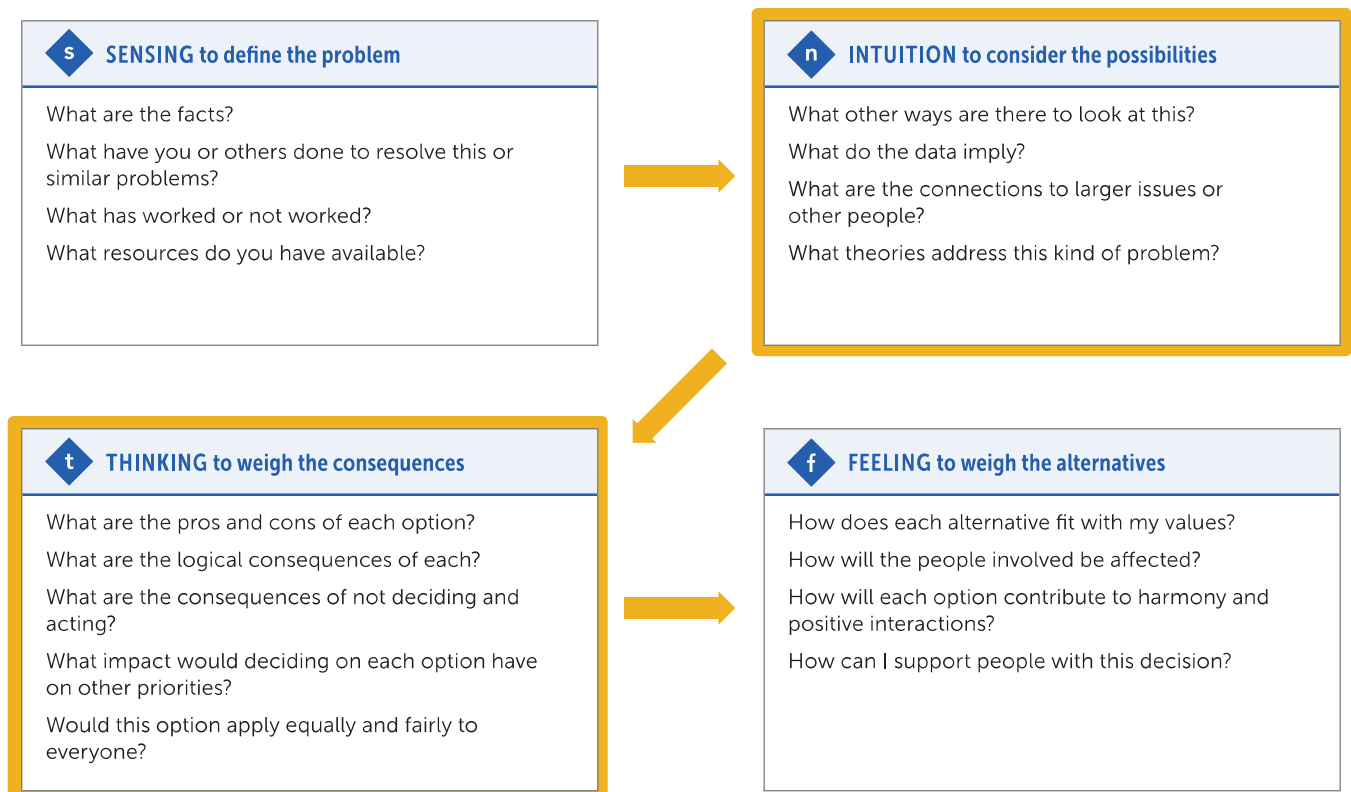 s SENSING to define the problem
What are the facts?
What have you or others done to resolve this or
similar problems?
What has worked or not worked?
What resources do you have available?
n INTUITION to consider the possibilities
What other ways are there to look at this?
What do the data imply?
What are the connections to larger issues or
other people?
What theories address this kind of problem?
t THINKING to weigh the consequences
What are the pros and cons of each option?
What are the logical consequences of each?
What are the consequences of not deciding and
acting?
What impact would deciding on each option have
on other priorities?
Would this option apply equally and fairly to
everyone?
f FEELING to weigh the alternatives
How does each alternative fit with my values?
How will the people involved be affected?
How will each option contribute to harmony and
positive interactions?
How can I support people with this decision?